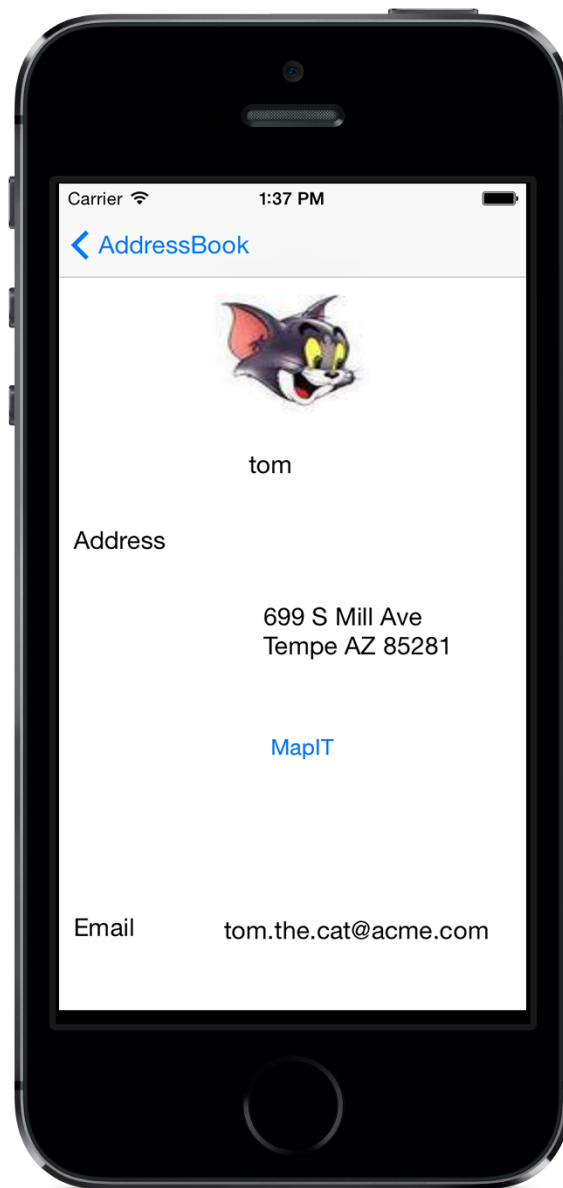 Carrier 1:37 PM
AddressBook
tom
Address
699 S Mill Ave
Tempe AZ 85281
MapIT
Email tom.the.cat@acme.com